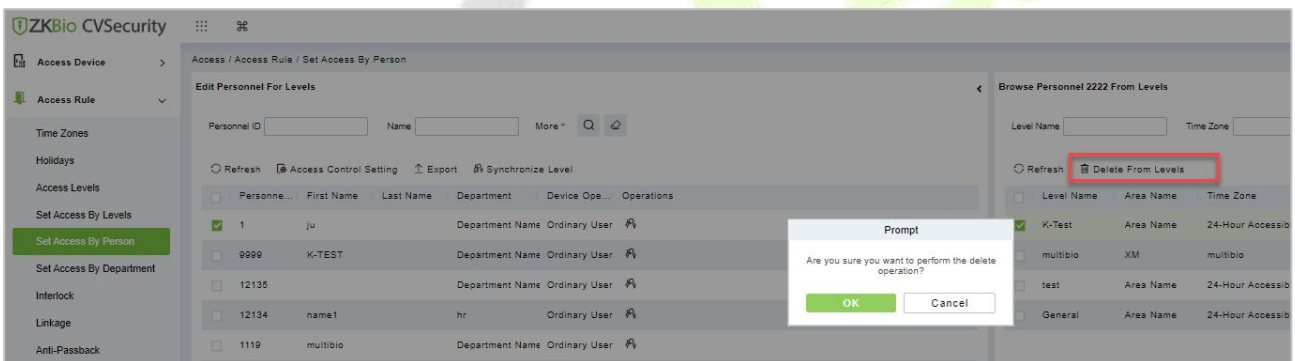 ZKBio CVSecurity
Access Device
Access Rule
Time Zones
Holidays
Access Levels
Set Access By Levels
Set Access By Person
Set Access By Department
Interlock
Linkage
Anti-Passback
Access / Access Rule / Set Access By Person
Edit Personnel For Levels
Personnel ID Name More
Refresh Access Control Setting Export Synchronize Level
Personne... First Name Last Name Department Device Ope... Operations
1 ju Department Name Ordinary User
9999 K-TEST Department Name Ordinary User
12135 Department Name Ordinary User
12134 name1 hr Ordinary User
1119 multibio Department Name Ordinary User
Prompt
Are you sure you want to perform the delete
operation?
OK Cancel
Browse Personnel 2222 From Levels
Level Name Time Zone
Refresh Delete From Levels
Level Name Area Name Time Zone
K-Test Area Name 24-Hour Accessib
multibio XM multibio
test Area Name 24-Hour Accessib
General Area Name 24-Hour Accessib